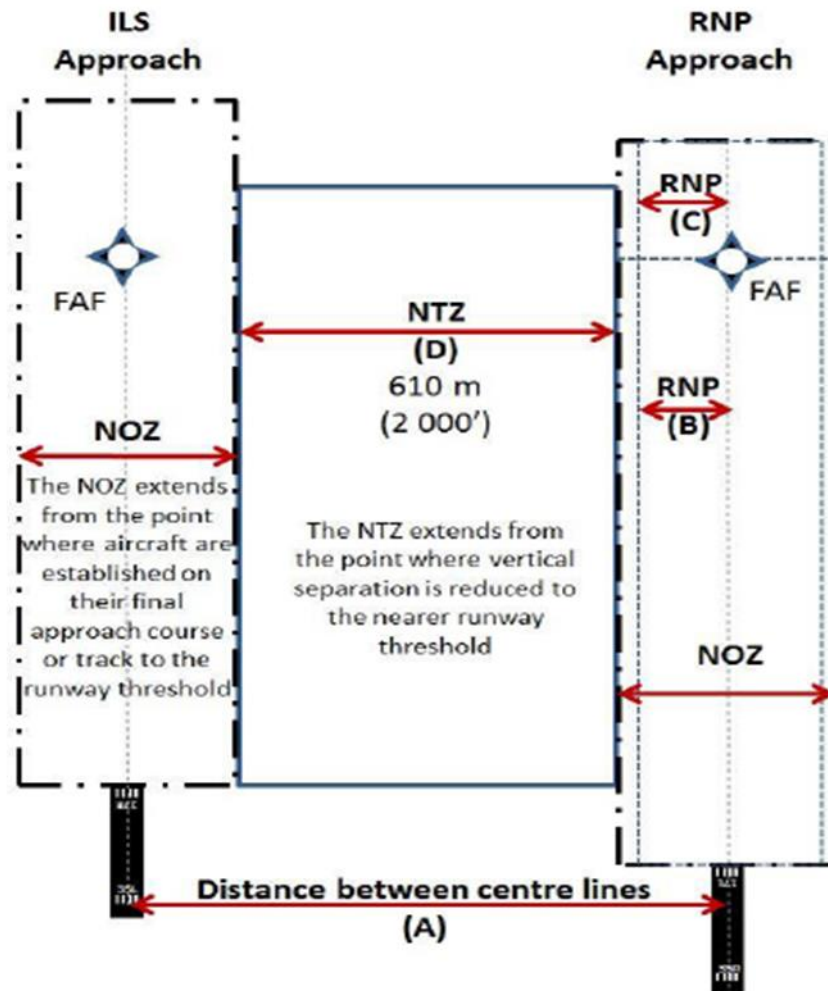 ILS
Approach
RNP
Approach
RNP
(C)
FAF
FAF
NTZ
(D)
610 m
(2 000’)
RNP
(B)
NOZ
The NOZ extends
from the point
where aircraft are
established on
their final
approach course
or track to the
runway threshold
The NTZ extends from
the point where vertical
separation is reduced to
the nearer runway
threshold
NOZ
Distance between centre lines
(A)